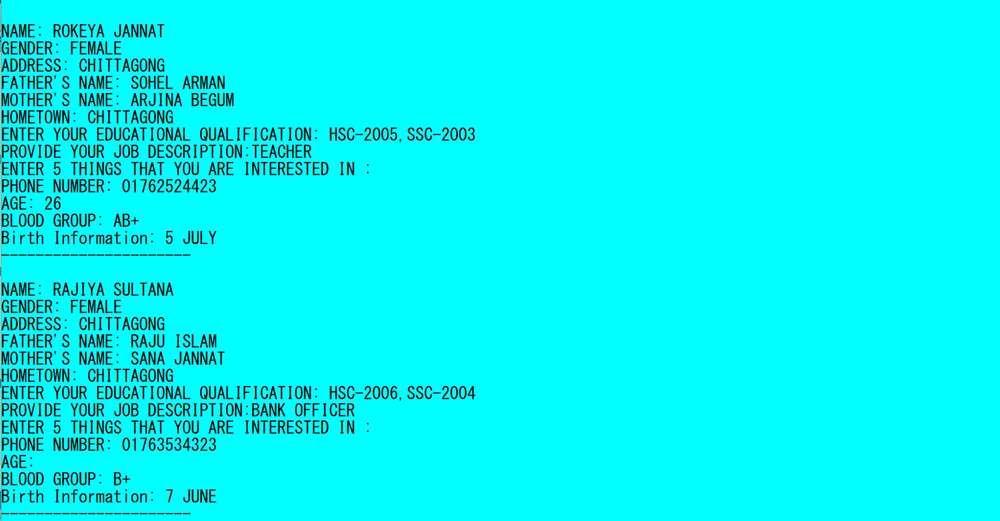 NAME: ROKEYA JANNAT
GENDER: FEMALE
ADDRESS: CHITTAGONG
FATHER'S NAME: SOHEL ARMAN
MOTHER'S NAME: ARJINA BEGUM
HOMETOWN: CHITTAGONG
ENTER YOUR EDUCATIONAL QUALIFICATION: HSC-2005,SSC-2003
PROVIDE YOUR JOB DESCRIPTION:TEACHER
ENTER 5 THINGS THAT YOU ARE INTERESTED IN :
PHONE NUMBER: 01762524423
AGE: 26
BLOOD GROUP: AB+
Birth Information: 5 JULY
----------------------
NAME: RAJIYA SULTANA
GENDER: FEMALE
ADDRESS: CHITTAGONG
FATHER'S NAME: RAJU ISLAM
MOTHER'S NAME: SANA JANNAT
HOMETOWN: CHITTAGONG
ENTER YOUR EDUCATIONAL QUALIFICATION: HSC-2006,SSC-2004
PROVIDE YOUR JOB DESCRIPTION:BANK OFFICER
ENTER 5 THINGS THAT YOU ARE INTERESTED IN :
PHONE NUMBER: 01763534323
AGE:
BLOOD GROUP: B+
Birth Information: 7 JUNE
----------------------